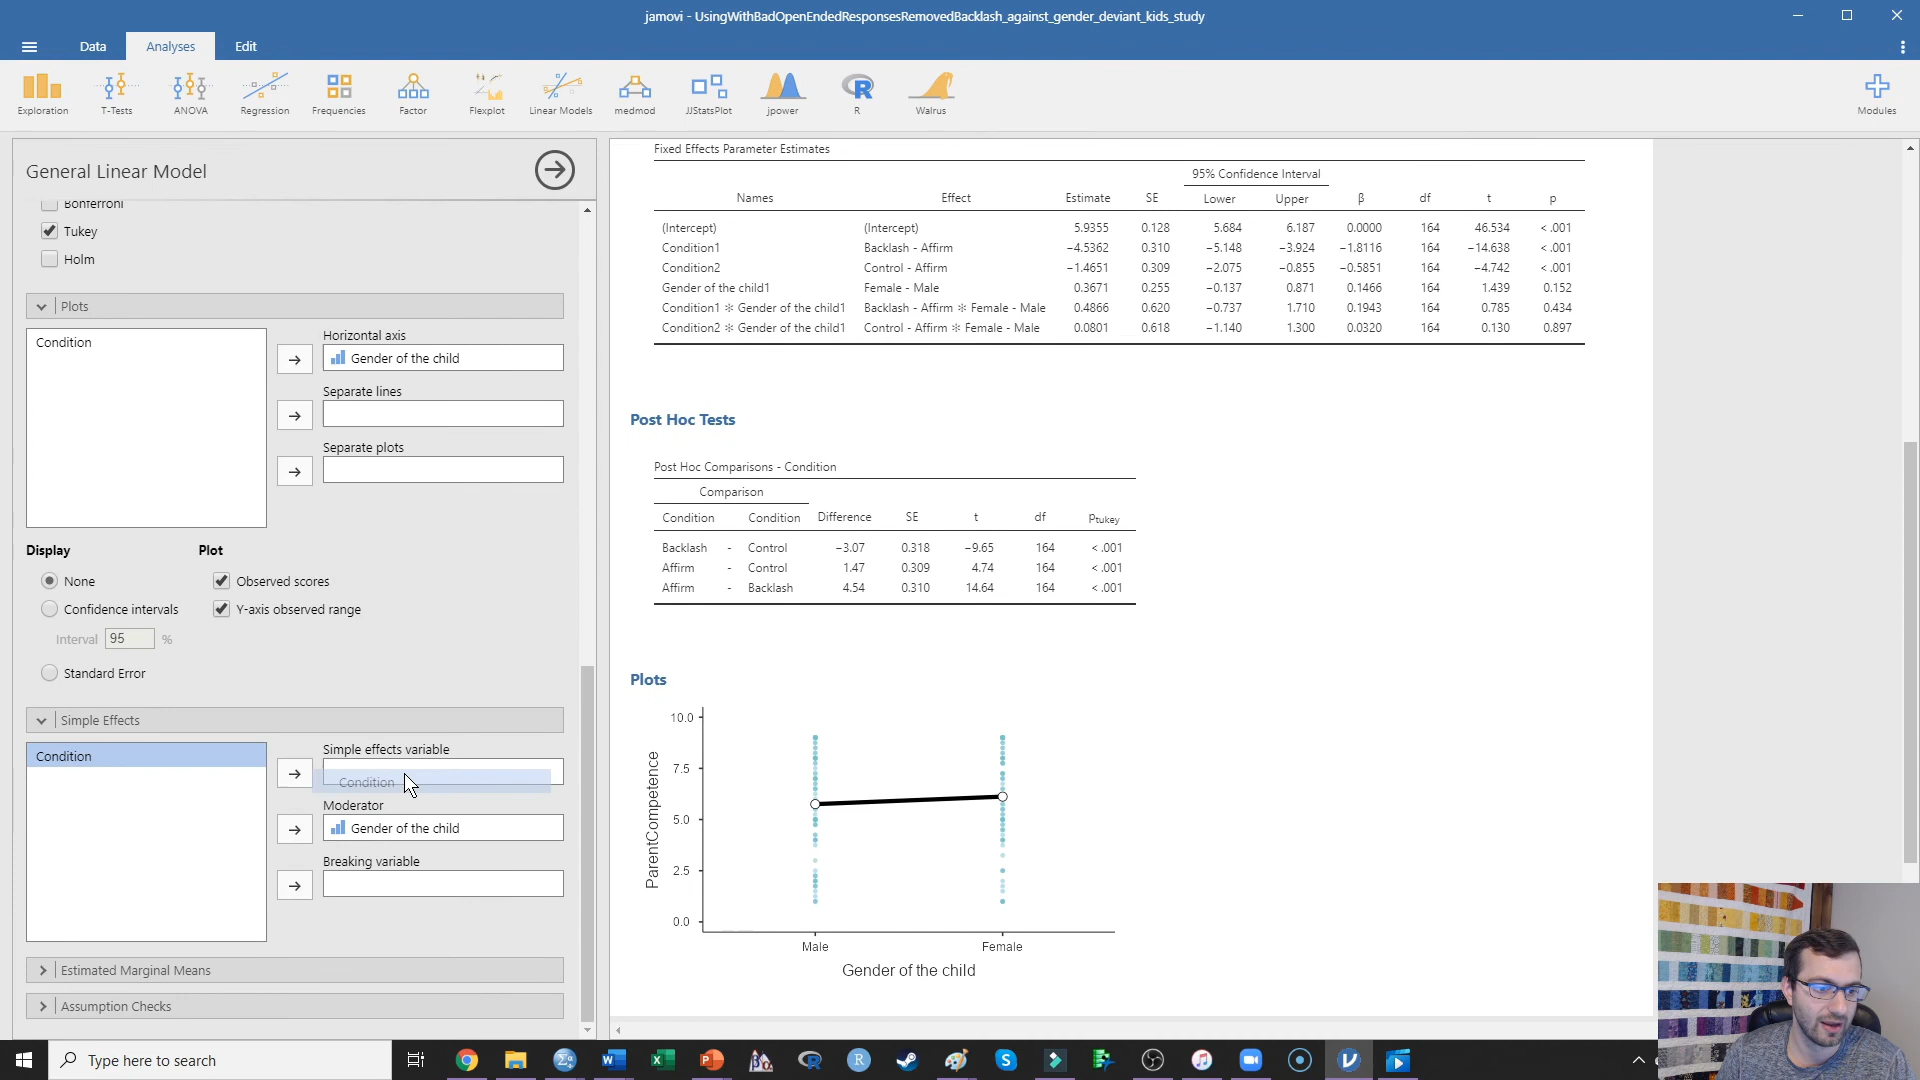 jamovi - UsingWithBadOpenEndedResponsesRemovedBacklash_against_gender_deviant_kids_study
Data Analyses Edit
Exploration T-Tests ANOVA Regression Frequencies Factor Flexplot Linear Models medmod JJStatsPlot jpower R Walrus Modules
General Linear Model
Bonferroni
Tukey
Holm
Plots
Condition
Horizontal axis
Gender of the child
Separate lines
Separate plots
Display Plot
None Observed scores
Confidence intervals Y-axis observed range
Interval 95 %
Standard Error
Simple Effects
Condition
Simple effects variable
Condition
Moderator
Gender of the child
Breaking variable
Estimated Marginal Means
Assumption Checks
Fixed Effects Parameter Estimates
95% Confidence Interval
Names Effect Estimate SE Lower Upper β df t p
(Intercept) (Intercept) 5.9355 0.128 5.684 6.187 0.0000 164 46.534 < .001
Condition1 Backlash - Affirm −4.5362 0.310 −5.148 −3.924 −1.8116 164 −14.638 < .001
Condition2 Control - Affirm −1.4651 0.309 −2.075 −0.855 −0.5851 164 −4.742 < .001
Gender of the child1 Female - Male 0.3671 0.255 −0.137 0.871 0.1466 164 1.439 0.152
Condition1 ✻ Gender of the child1 Backlash - Affirm ✻ Female - Male 0.4866 0.620 −0.737 1.710 0.1943 164 0.785 0.434
Condition2 ✻ Gender of the child1 Control - Affirm ✻ Female - Male 0.0801 0.618 −1.140 1.300 0.0320 164 0.130 0.897
Post Hoc Tests
Post Hoc Comparisons - Condition
Comparison
Condition Condition Difference SE t df ptukey
Backlash - Control −3.07 0.318 −9.65 164 < .001
Affirm - Control 1.47 0.309 4.74 164 < .001
Affirm - Backlash 4.54 0.310 14.64 164 < .001
Plots
10.0
7.5
5.0
2.5
0.0
ParentCompetence
Male Female
Gender of the child
Type here to search